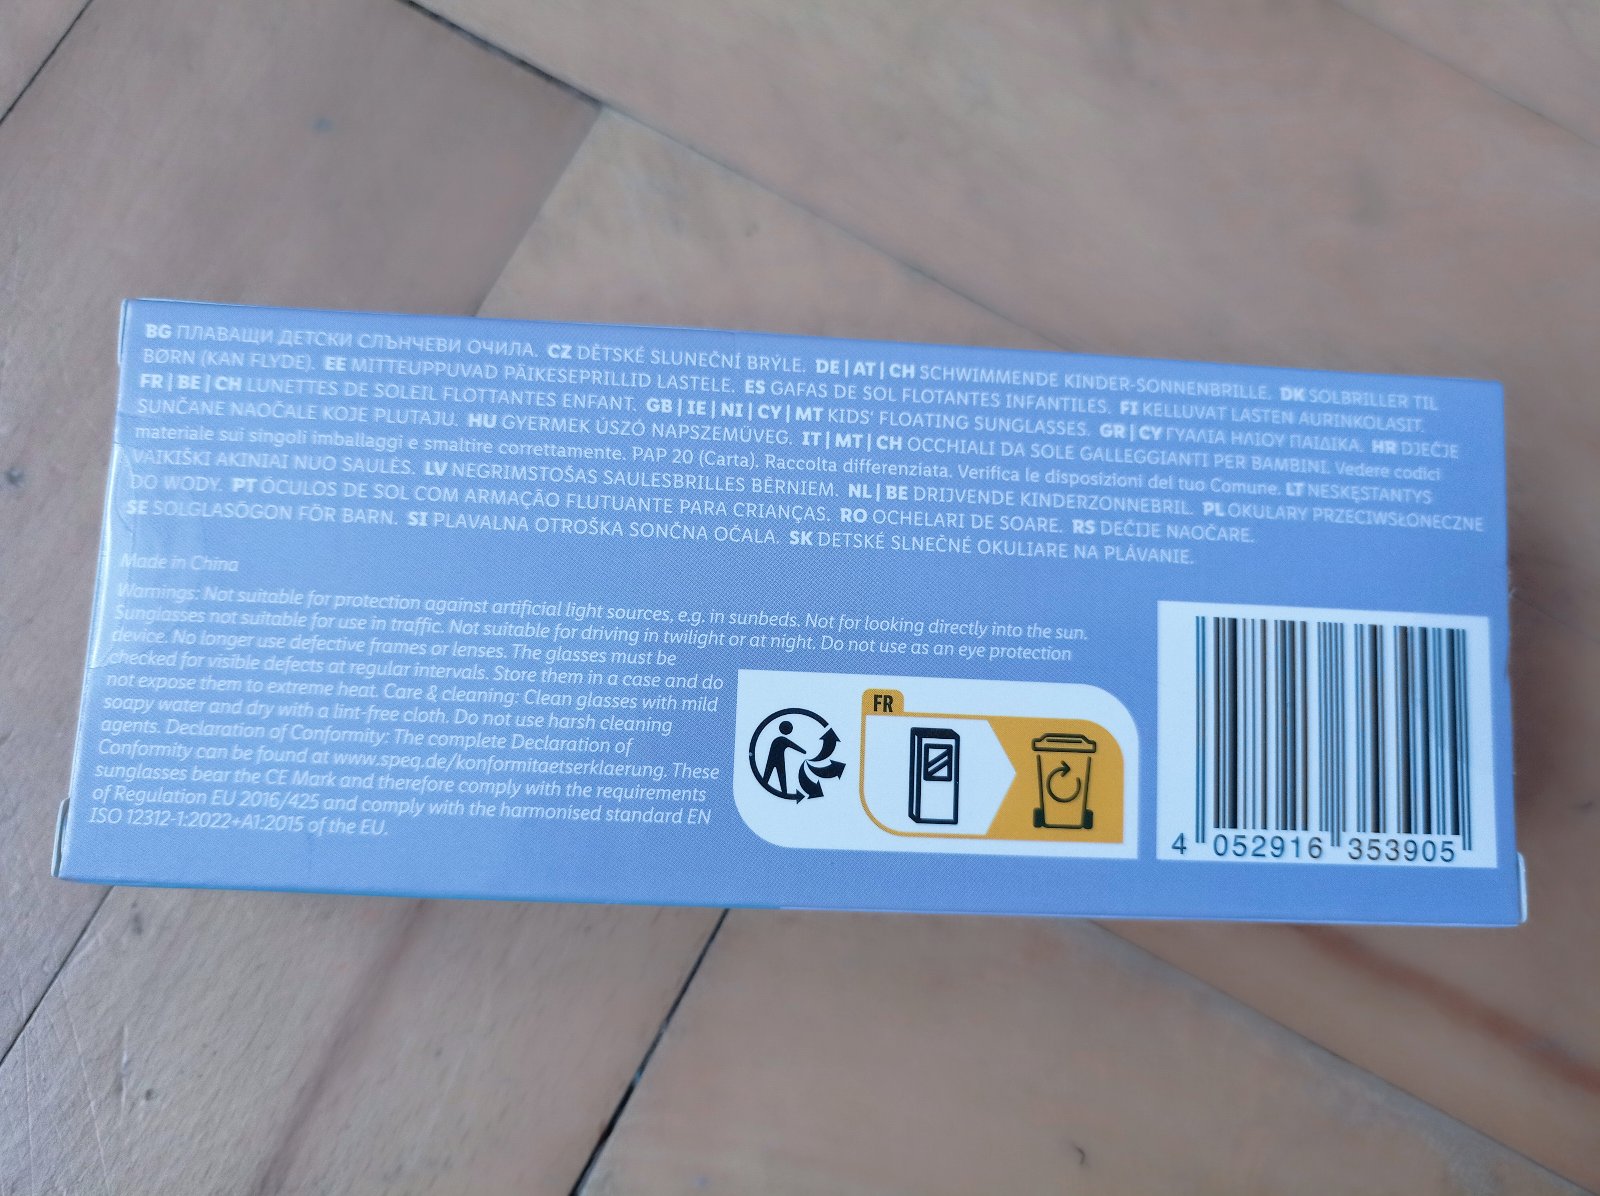 BG ПЛАВАЩИ ДЕТСКИ СЛЪНЧЕВИ ОЧИЛА. CZ DĚTSKÉ SLUNEČNÍ BRÝLE. DE | AT | CH SCHWIMMENDE KINDER-SONNENBRILLE. DK SOLBRILLER TIL
BØRN (KAN FLYDE). EE MITTEUPPUVAD PÄIKESEPRILLID LASTELE. ES GAFAS DE SOL FLOTANTES INFANTILES. FI KELLUVAT LASTEN AURINKOLASIT.
FR | BE | CH LUNETTES DE SOLEIL FLOTTANTES ENFANT. GB | IE | NI | CY | MT KIDS' FLOATING SUNGLASSES. GR | CY ΓΥΑΛΙΑ ΗΛΙΟΥ ΠΑΙΔΙΚΑ. HR DJEČJE
SUNČANE NAOČALE KOJE PLUTAJU. HU GYERMEK ÚSZÓ NAPSZEMÜVEG. IT | MT | CH OCCHIALI DA SOLE GALLEGGIANTI PER BAMBINI. Vedere codici
materiale sui singoli imballaggi e smaltire correttamente. PAP 20 (Carta). Raccolta differenziata. Verifica le disposizioni del tuo Comune. LT NESKĘSTANTYS
VAIKIŠKI AKINIAI NUO SAULĖS. LV NEGRIMSTOŠAS SAULESBRILLES BĒRNIEM. NL | BE DRIJVENDE KINDERZONNEBRIL. PL OKULARY PRZECIWSŁONECZNE
DO WODY. PT ÓCULOS DE SOL COM ARMAÇÃO FLUTUANTE PARA CRIANÇAS. RO OCHELARI DE SOARE. RS DEČIJE NAOČARE.
SE SOLGLASÖGON FÖR BARN. SI PLAVALNA OTROŠKA SONČNA OČALA. SK DETSKÉ SLNEČNÉ OKULIARE NA PLÁVANIE.
Made in China
Warnings: Not suitable for protection against artificial light sources, e.g. in sunbeds. Not for looking directly into the sun.
Sunglasses not suitable for use in traffic. Not suitable for driving in twilight or at night. Do not use as an eye protection
device. No longer use defective frames or lenses. The glasses must be
checked for visible defects at regular intervals. Store them in a case and do
not expose them to extreme heat. Care & cleaning: Clean glasses with mild
soapy water and dry with a lint-free cloth. Do not use harsh cleaning
agents. Declaration of Conformity: The complete Declaration of
Conformity can be found at www.speq.de/konformitaetserklaerung. These
sunglasses bear the CE Mark and therefore comply with the requirements
of Regulation EU 2016/425 and comply with the harmonised standard EN
ISO 12312-1:2022+A1:2015 of the EU.
FR
4 052916 353905